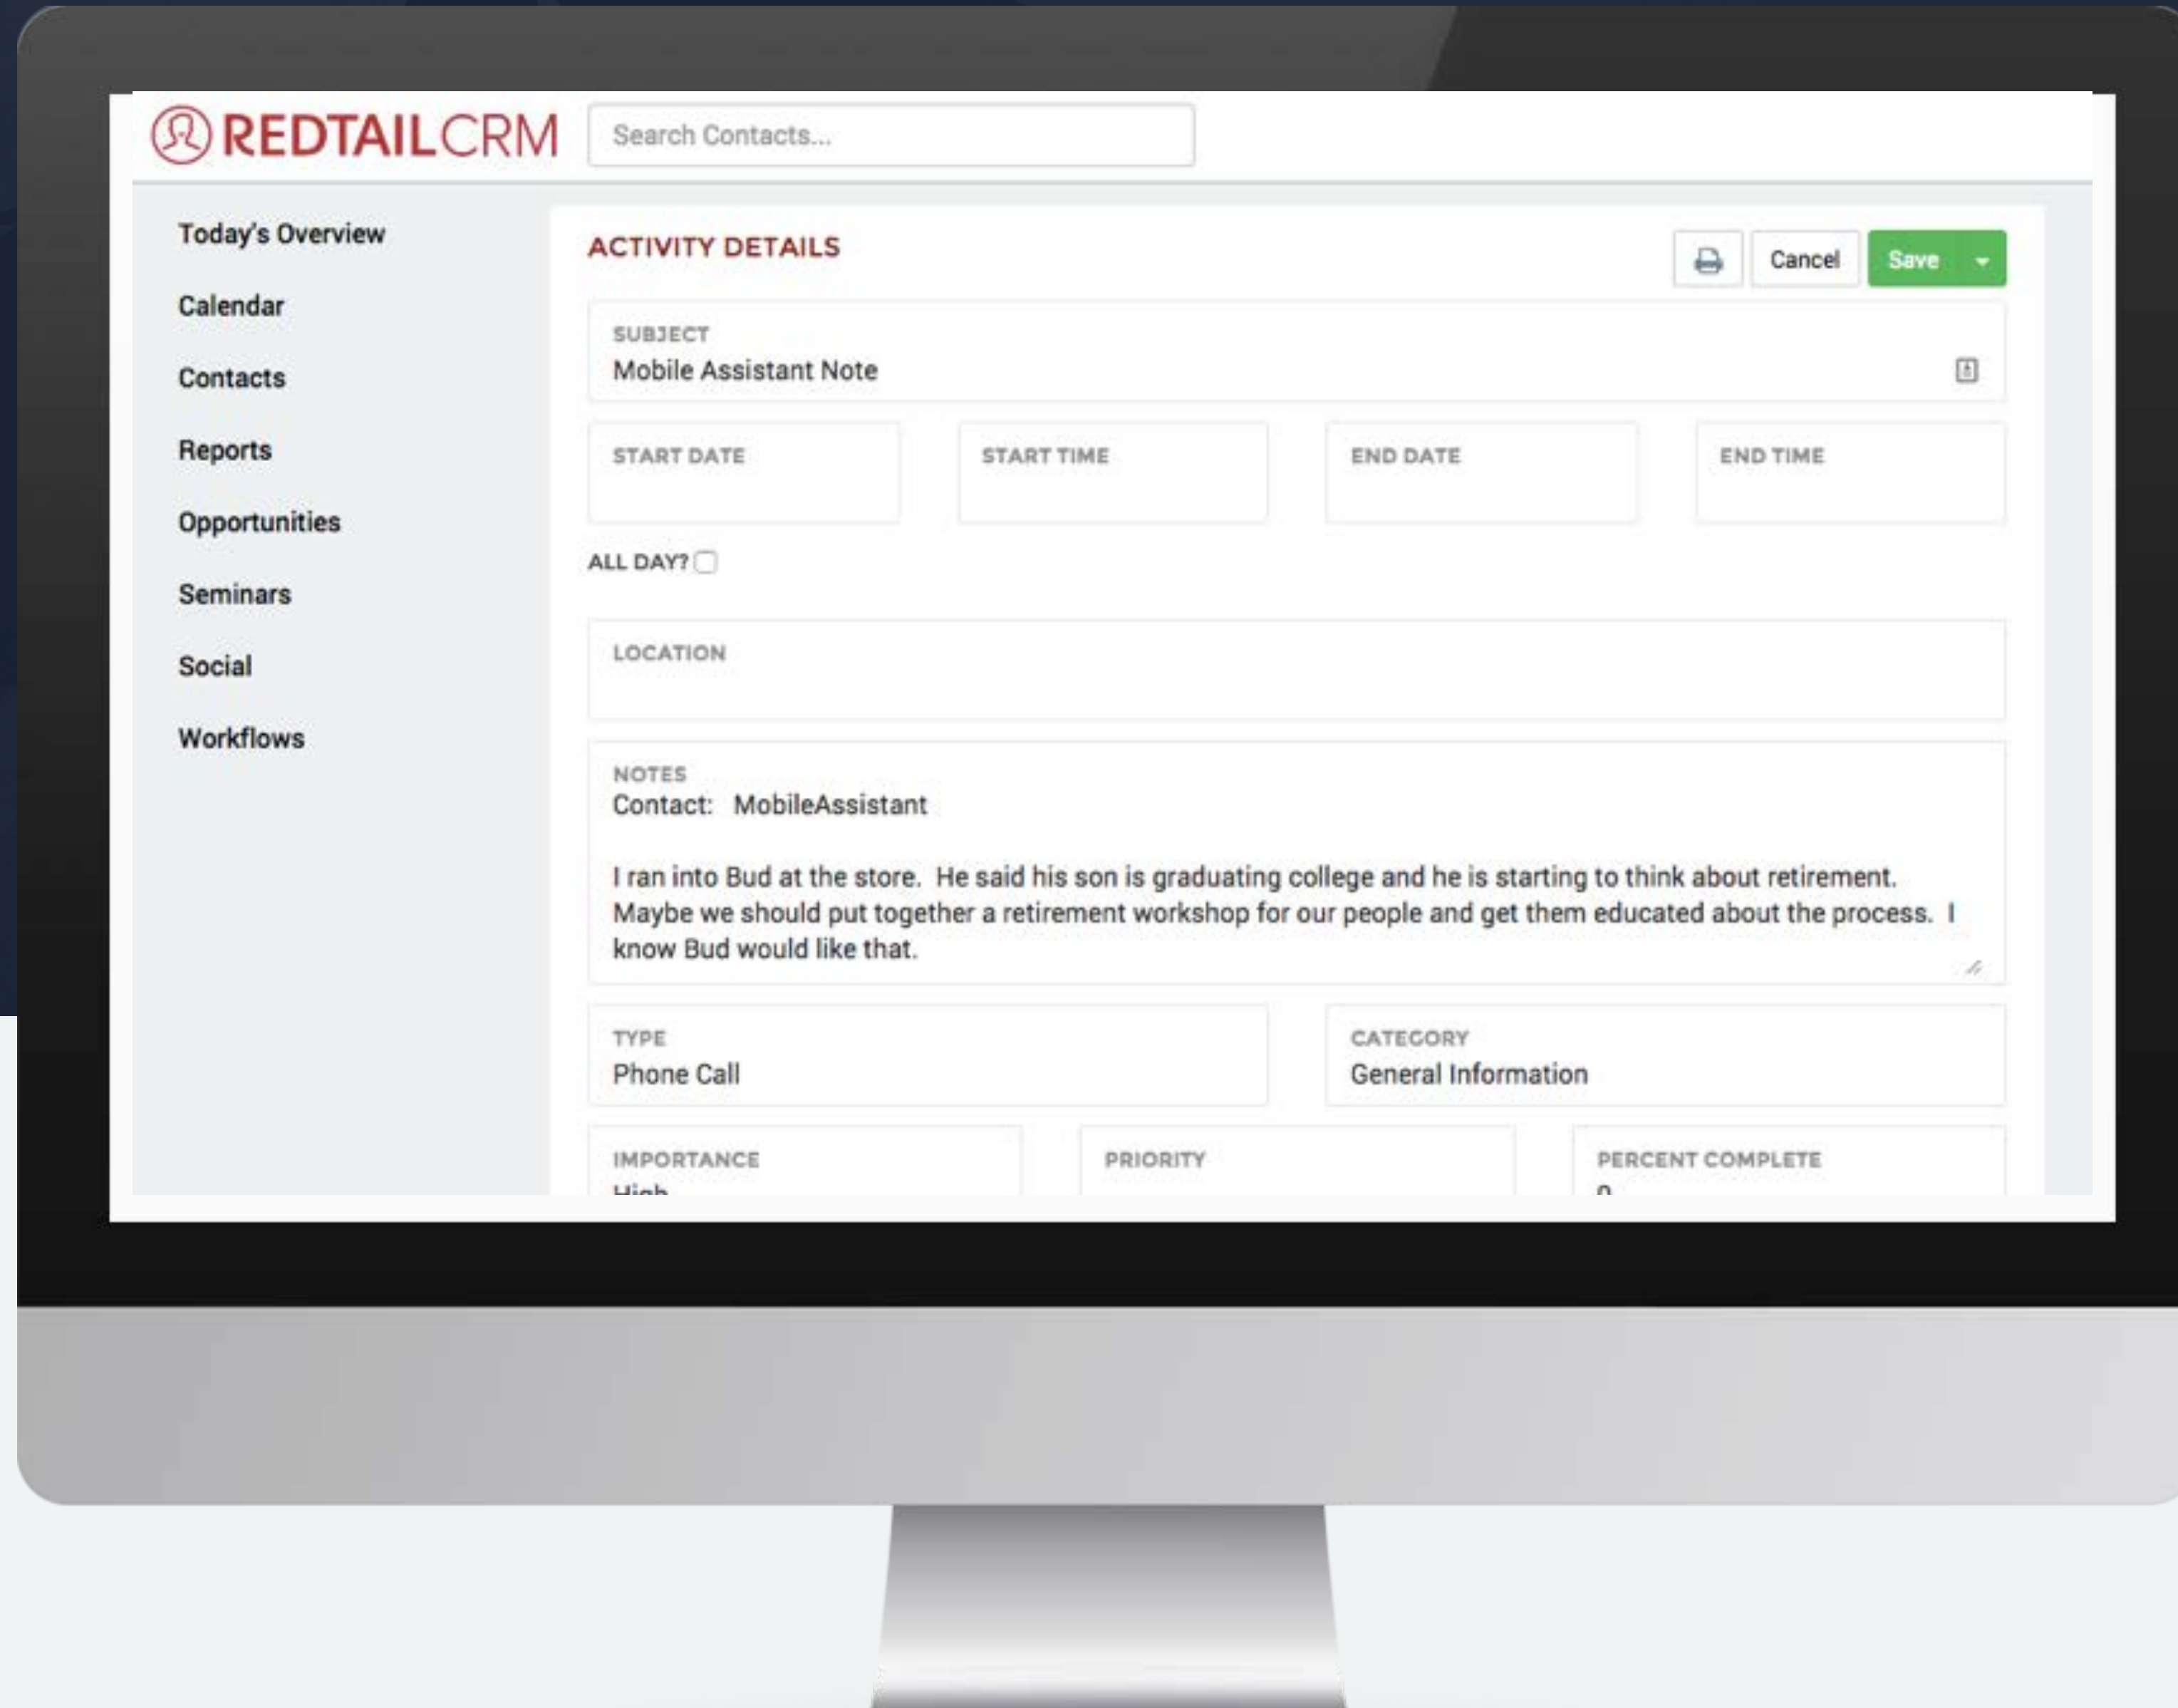 REDTAILCRM
Search Contacts...
Today's Overview
Calendar
Contacts
Reports
Opportunities
Seminars
Social
Workflows
ACTIVITY DETAILS
Cancel
Save
SUBJECT
Mobile Assistant Note
START DATE
START TIME
END DATE
END TIME
ALL DAY?
LOCATION
NOTES
Contact:   MobileAssistant
I ran into Bud at the store.  He said his son is graduating college and he is starting to think about retirement.
Maybe we should put together a retirement workshop for our people and get them educated about the process.  I
know Bud would like that.
TYPE
Phone Call
CATEGORY
General Information
IMPORTANCE
High
PRIORITY
PERCENT COMPLETE
0